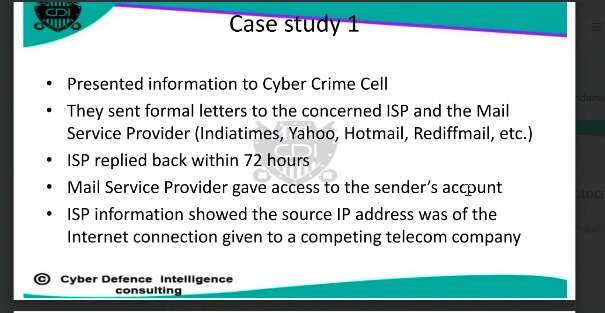 CDI
Case study 1
• Presented information to Cyber Crime Cell
• They sent formal letters to the concerned ISP and the Mail
Service Provider (Indiatimes, Yahoo, Hotmail, Rediffmail, etc.)
• ISP replied back within 72 hours
• Mail Service Provider gave access to the sender's account
• ISP information showed the source IP address was of the
Internet connection given to a competing telecom company
© Cyber Defence Intelligence
consulting